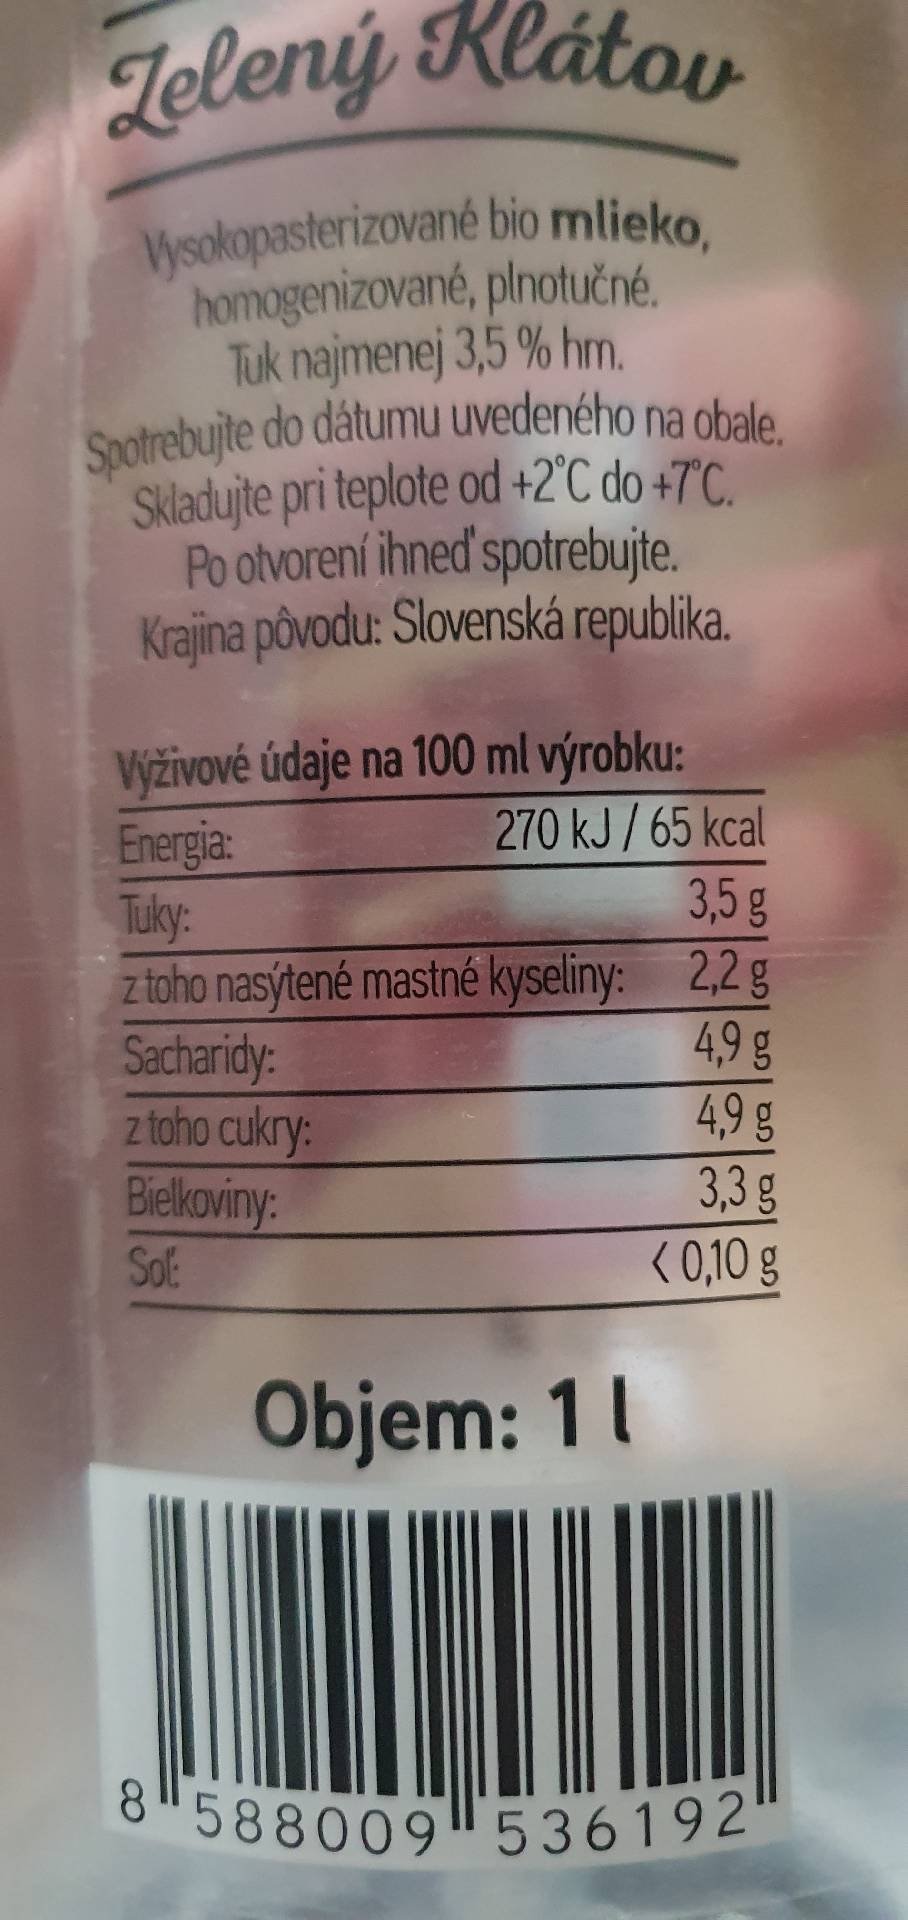 Zelený Klátov
Vysokopasterizované bio mlieko,
homogenizované, plnotučné.
Tuk najmenej 3,5 % hm.
Spotrebujte do dátumu uvedeného na obale.
Skladujte pri teplote od +2°C do +7°C.
Po otvorení ihneď spotrebujte.
Krajina pôvodu: Slovenská republika.
Výživové údaje na 100 ml výrobku:
Energia: 270 kJ / 65 kcal
Tuky: 3,5 g
z toho nasýtené mastné kyseliny: 2,2 g
Sacharidy: 4,9 g
z toho cukry: 4,9 g
Bielkoviny: 3,3 g
Soľ: < 0,10 g
Objem: 1 l
8 588009 536192